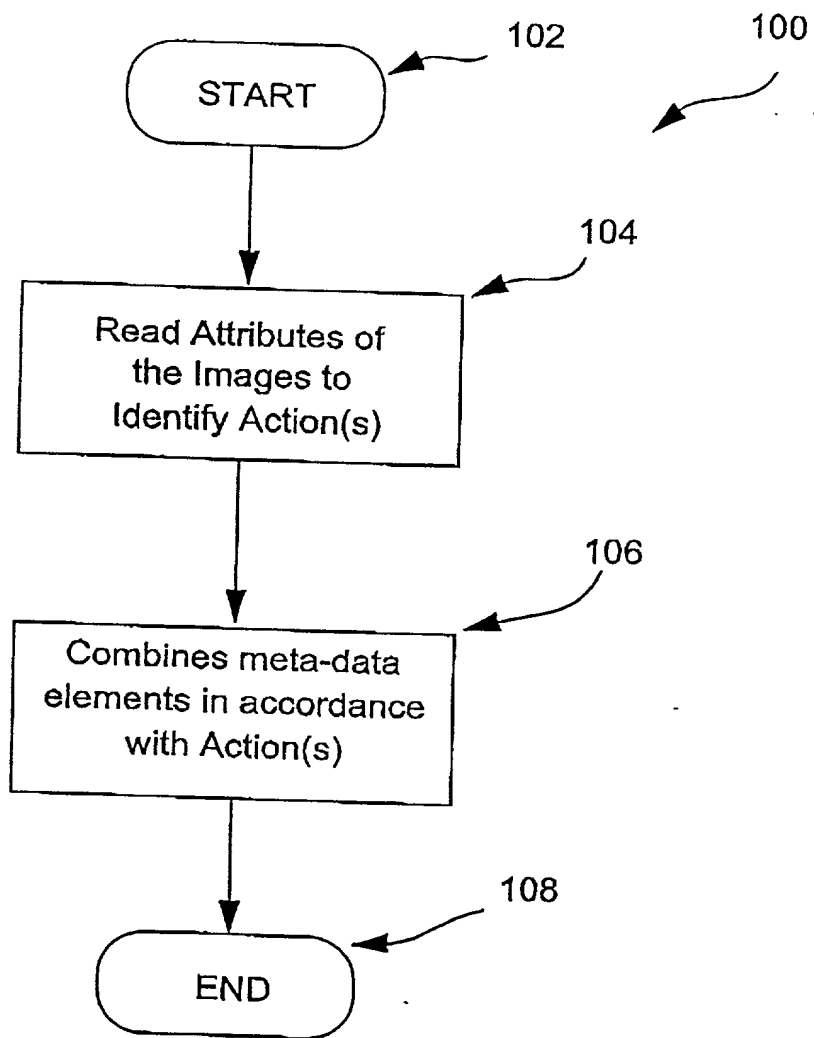 100
102
START
104
Read Attributes of
the Images to
Identify Action(s)
106
Combines meta-data
elements in accordance
with Action(s)
108
END